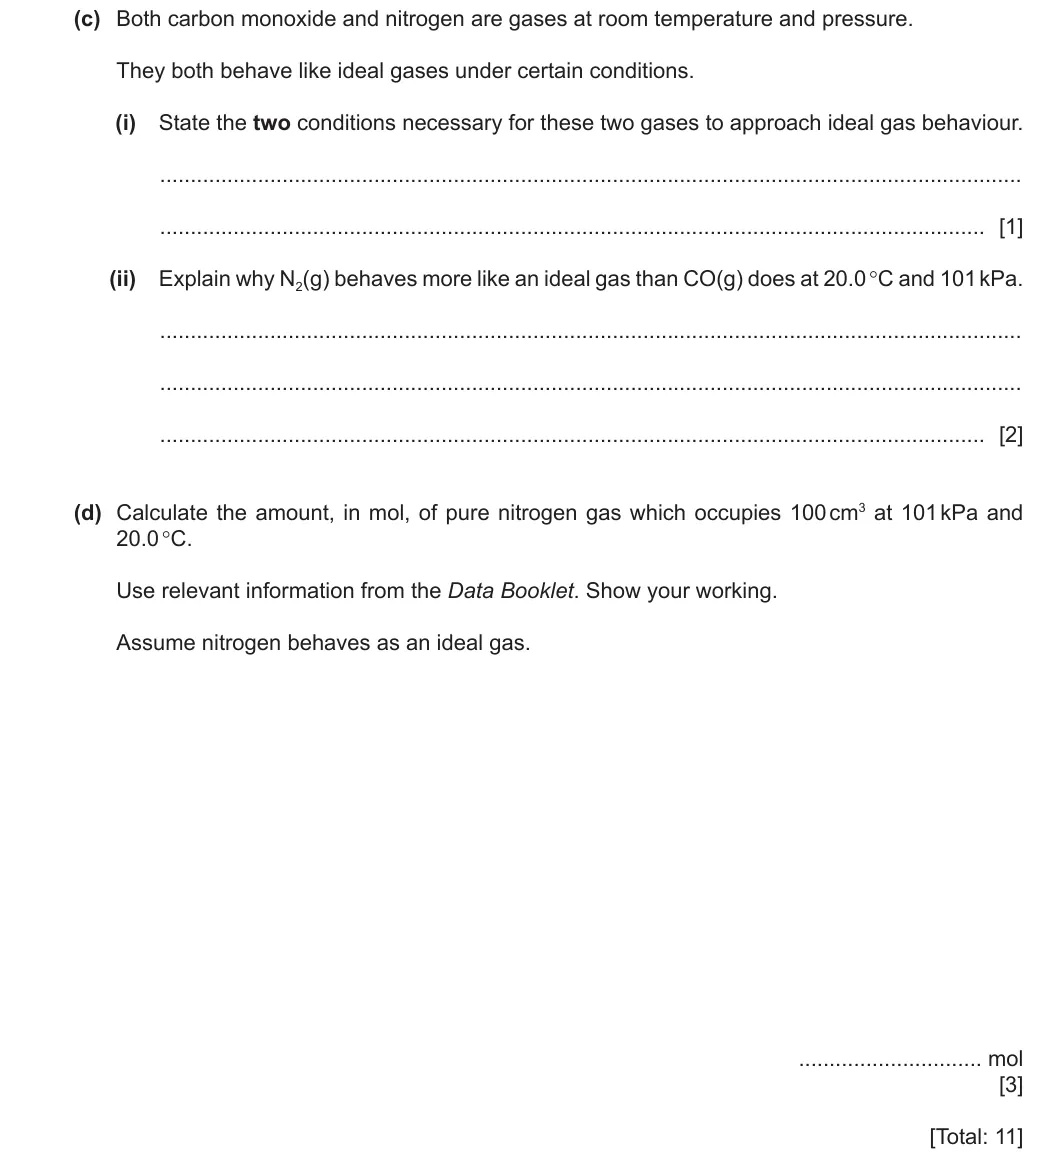 (c) Both carbon monoxide and nitrogen are gases at room temperature and pressure.
They both behave like ideal gases under certain conditions.
(i) State the two conditions necessary for these two gases to approach ideal gas behaviour.
..........................................................................................................................................
.................................................................................................................................... [1]
(ii) Explain why N₂(g) behaves more like an ideal gas than CO(g) does at 20.0 °C and 101 kPa.
..........................................................................................................................................
..........................................................................................................................................
.................................................................................................................................... [2]
(d) Calculate the amount, in mol, of pure nitrogen gas which occupies 100 cm³ at 101 kPa and
20.0 °C.
Use relevant information from the Data Booklet. Show your working.
Assume nitrogen behaves as an ideal gas.
.............................. mol
[3]
[Total: 11]